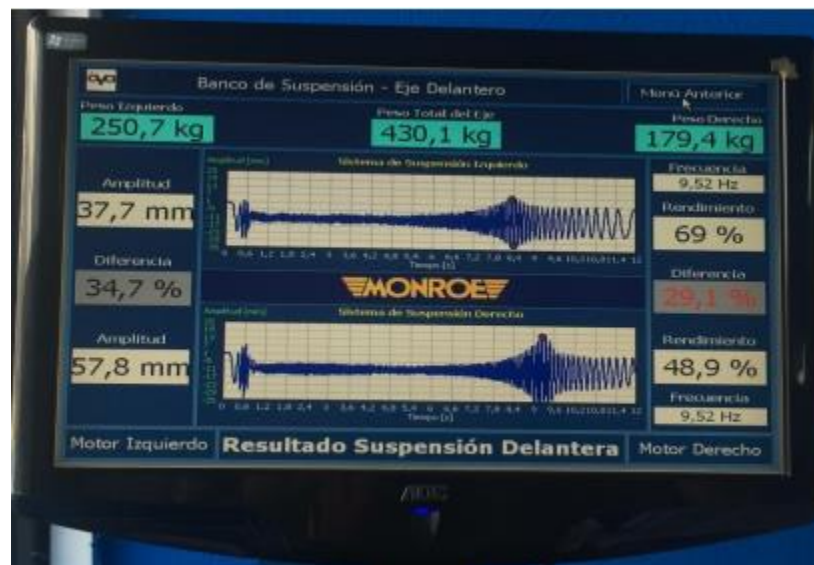 Banco de Suspensión - Eje Delantero
Menú Anterior
Peso Izquierdo
250,7 kg
Peso Total del Eje
430,1 kg
Peso Derecho
179,4 kg
Amplitud
37,7 mm
Diferencia
34,7 %
Amplitud
57,8 mm
Sistema de Suspensión Izquierdo
Tiempo [s]
MONROE
Sistema de Suspensión Derecho
Tiempo [s]
Frecuencia
9,52 Hz
Rendimiento
69 %
Diferencia
29,1 %
Rendimiento
48,9 %
Frecuencia
9,52 Hz
Motor Izquierdo
Resultado Suspensión Delantera
Motor Derecho
AOC